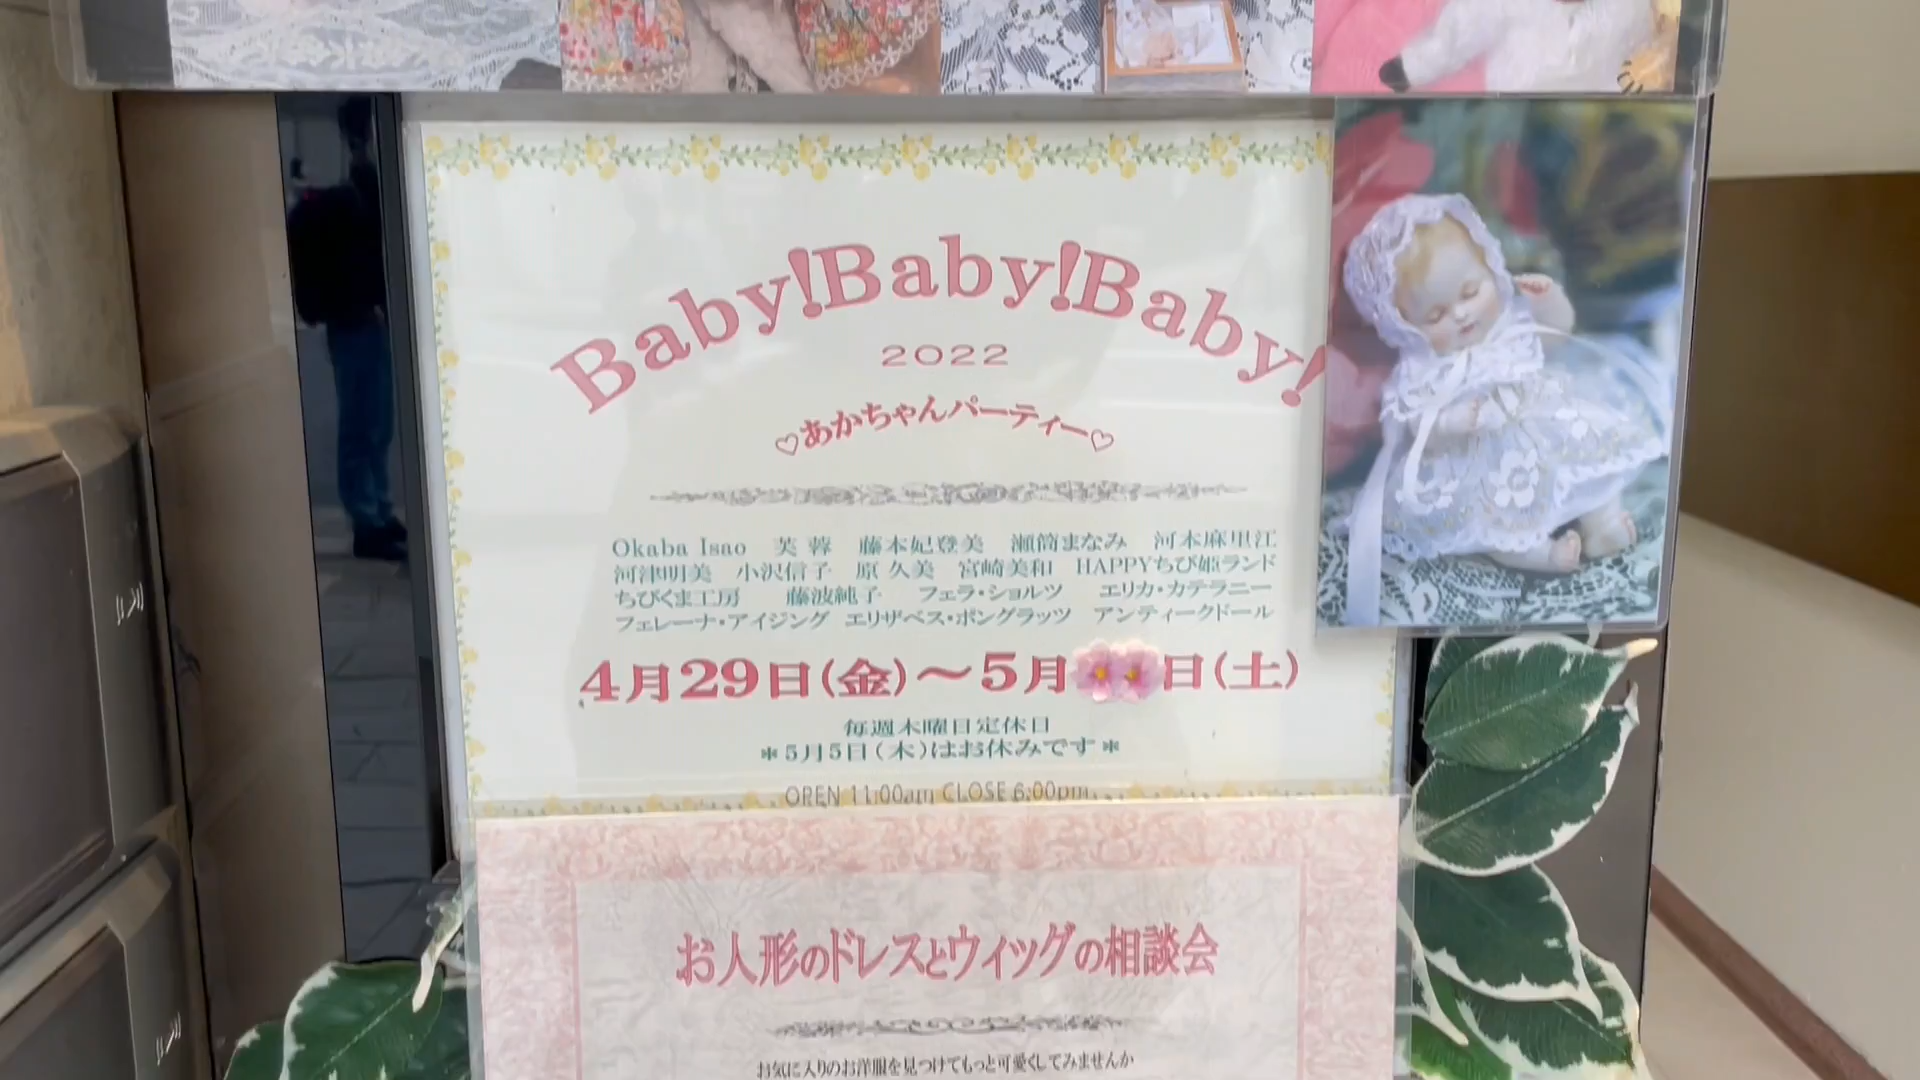 Baby!Baby!Baby!
2022
♡あかちゃんパーティー♡
Okaba Isao 芙蓉 藤本妃登美 瀬筒まなみ 河本麻里江
河津明美 小沢信子 原 久美 宮崎美和 HAPPYちび姫ランド
ちびくま工房 藤波純子 フェラ・ショルツ エリカ・カテラニー
フェレーナ・アイジング エリザベス・ポングラッツ アンティークドール
4月29日(金)～5月 日(土)
毎週木曜日定休日
＊5月5日(木)はお休みです＊
OPEN 11:00am CLOSE 6:00pm
お人形のドレスとウィッグの相談会
お気に入りのお洋服を見つけてもっと可愛くしてみませんか